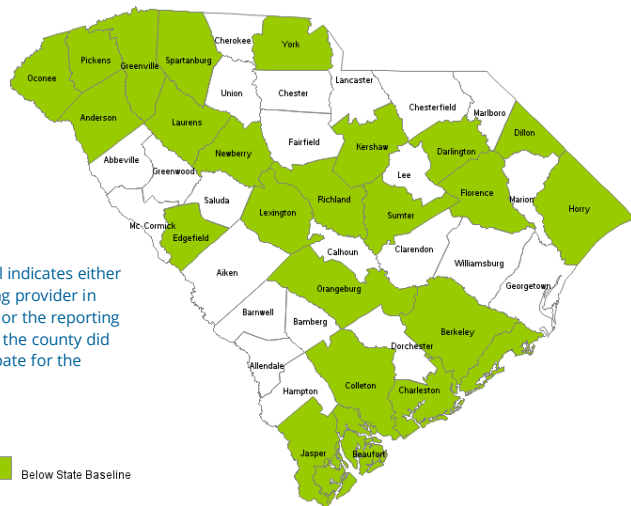 Cherokee
York
Oconee
Pickens
Greenville
Spartanburg
Union
Chester
Lancaster
Chesterfield
Marlboro
Anderson
Laurens
Fairfield
Kershaw
Darlington
Dillon
Abbeville
Greenwood
Newberry
Lee
Florence
Marion
Horry
Saluda
Lexington
Richland
Sumter
Mc Cormick
Edgefield
Calhoun
Clarendon
Williamsburg
Georgetown
Aiken
Orangeburg
Barnwell
Bamberg
Berkeley
Dorchester
Allendale
Hampton
Colleton
Charleston
Jasper
Beaufort
indicates either
provider in
or the reporting
the county did
for the
Below State Baseline